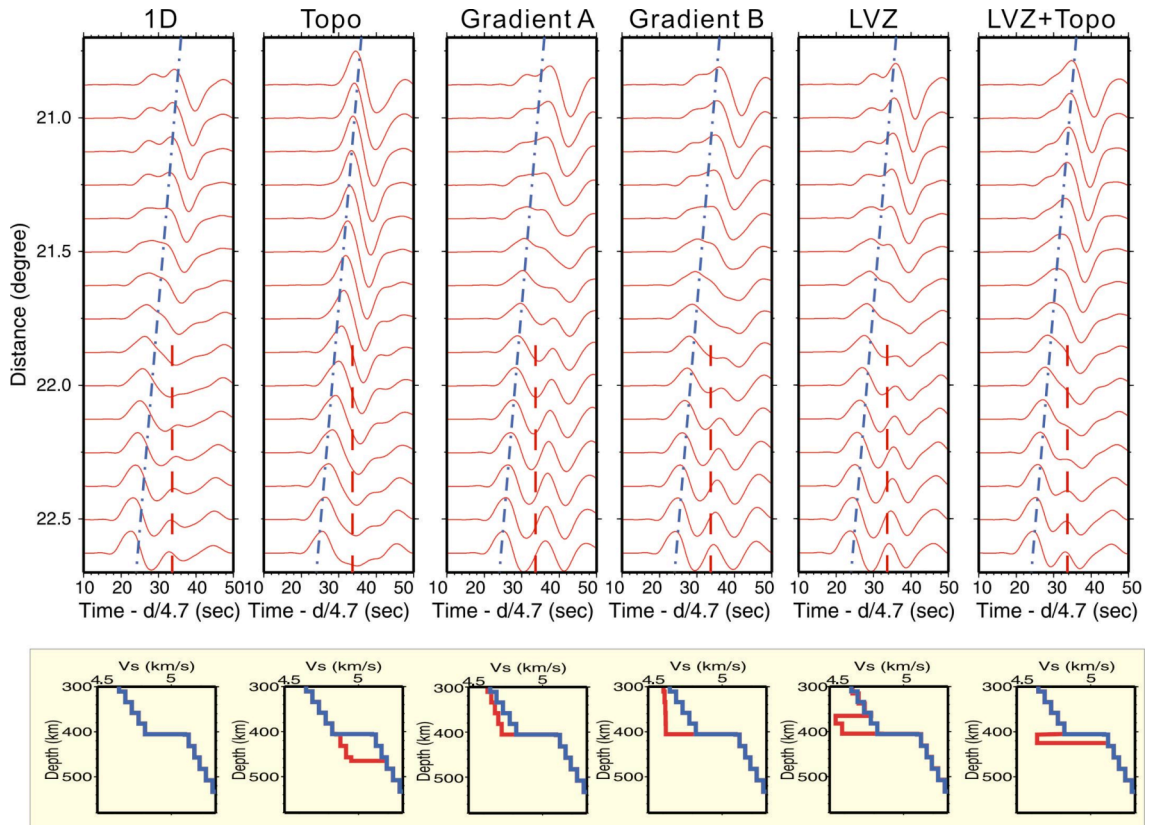 1D Topo Gradient A Gradient B LVZ LVZ+Topo
Distance (degree)
21.0
21.5
22.0
22.5
10 20 30 40 50 10 20 30 40 50 10 20 30 40 50 10 20 30 40 50 10 20 30 40 50 10 20 30 40 50
Time - d/4.7 (sec) Time - d/4.7 (sec) Time - d/4.7 (sec) Time - d/4.7 (sec) Time - d/4.7 (sec) Time - d/4.7 (sec)
Vs (km/s) Vs (km/s) Vs (km/s) Vs (km/s) Vs (km/s) Vs (km/s)
4.5 5 4.5 5 4.5 5 4.5 5 4.5 5 4.5 5
300 300 300 300 300 300
Depth (km) Depth (km) Depth (km) Depth (km) Depth (km) Depth (km)
400 400 400 400 400 400
500 500 500 500 500 500